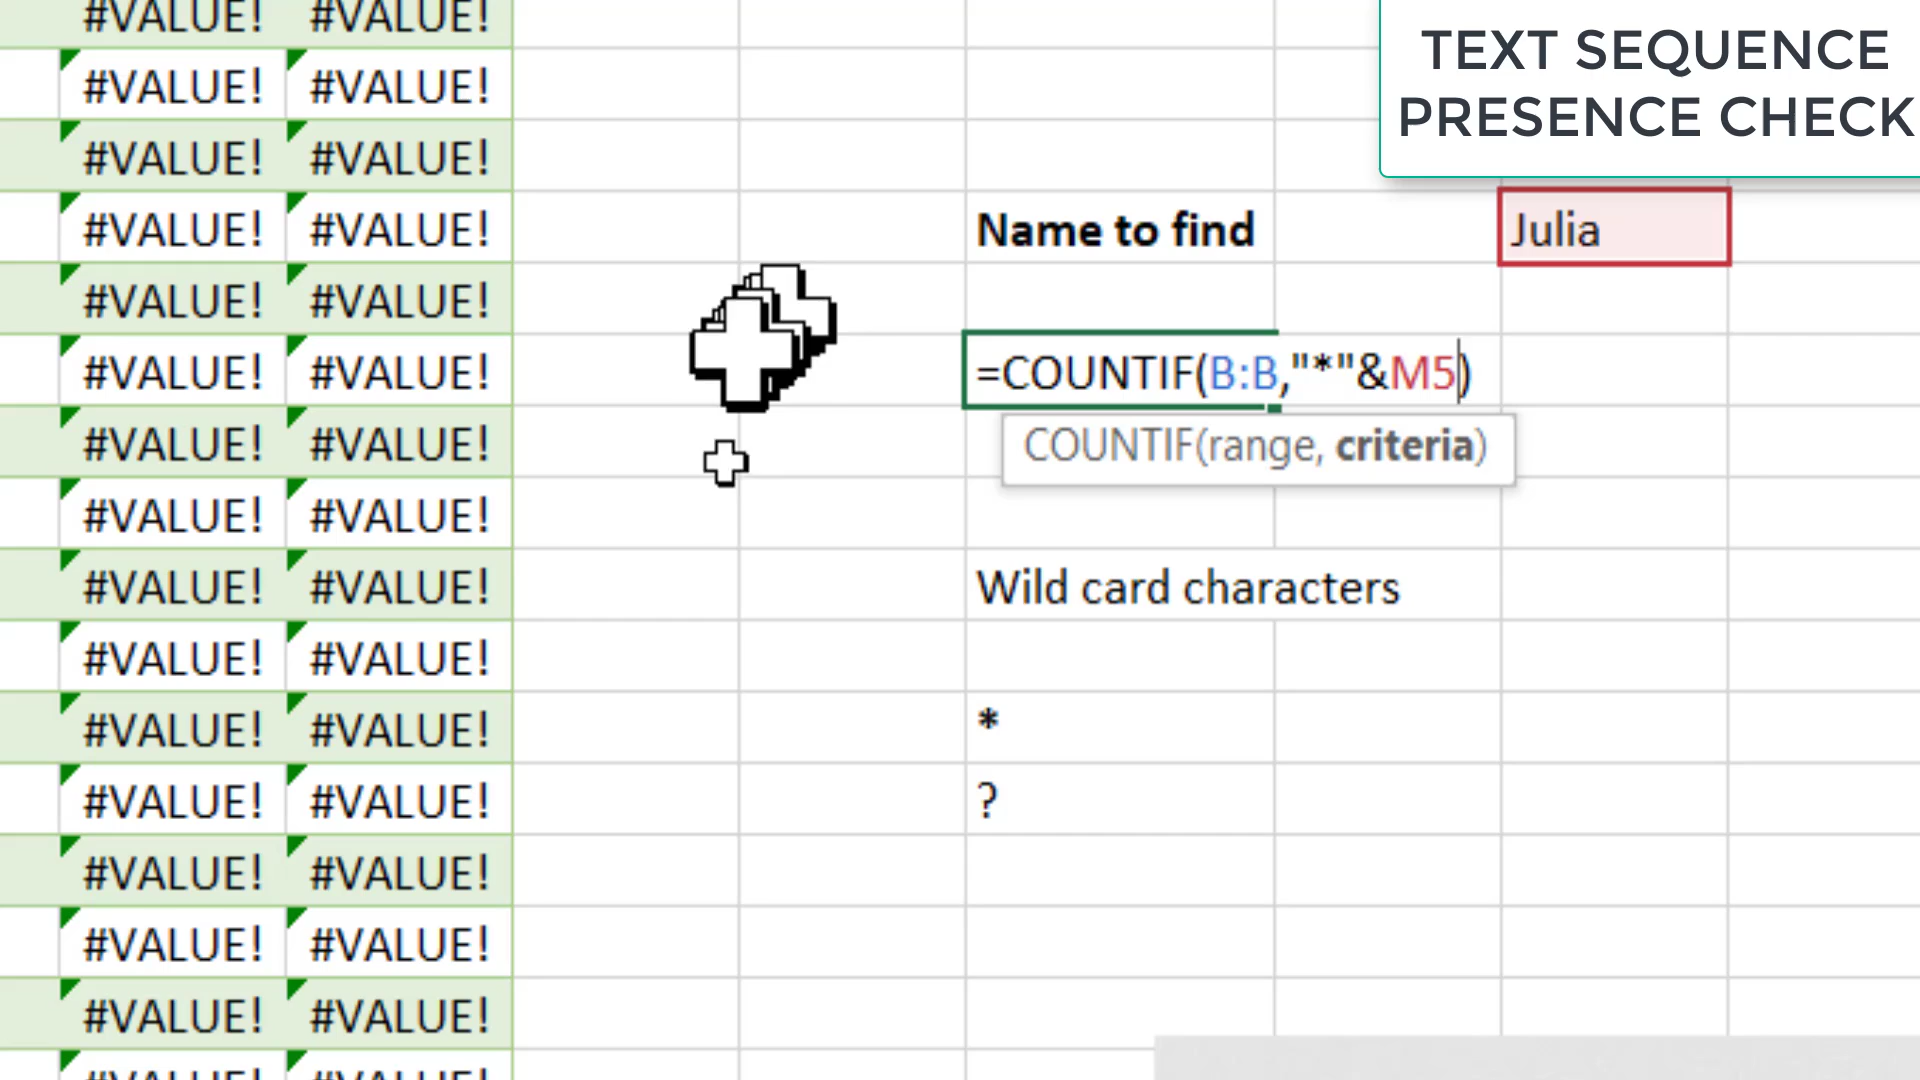 #VALUE! #VALUE!
TEXT SEQUENCE
PRESENCE CHECK
#VALUE! #VALUE!
#VALUE! #VALUE!
#VALUE! #VALUE! Name to find Julia
#VALUE! #VALUE!
#VALUE! #VALUE! =COUNTIF(B:B,"*"&M5)
#VALUE! #VALUE! COUNTIF(range, criteria)
#VALUE! #VALUE!
#VALUE! #VALUE! Wild card characters
#VALUE! #VALUE!
#VALUE! #VALUE! *
#VALUE! #VALUE! ?
#VALUE! #VALUE!
#VALUE! #VALUE!
#VALUE! #VALUE!
#VALUE! #VALUE!